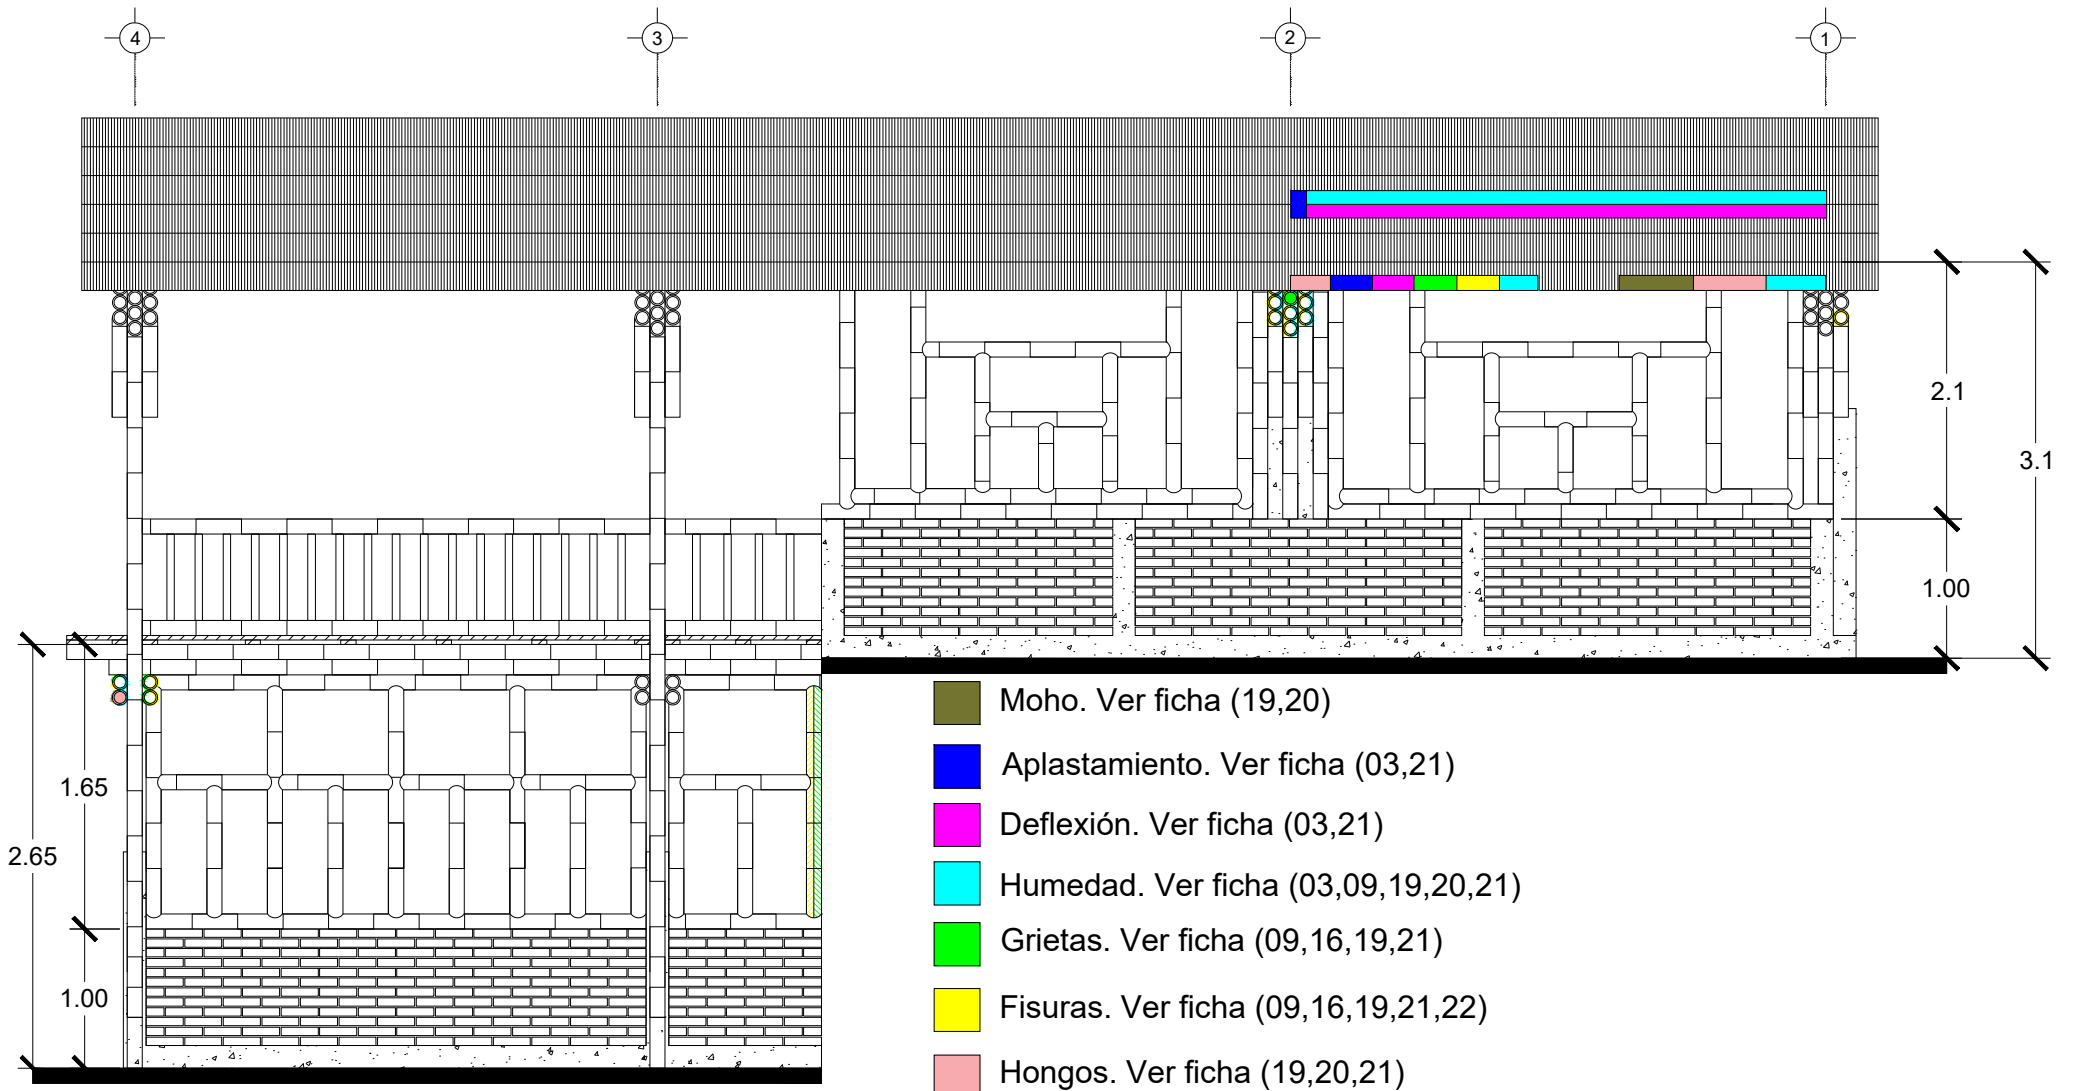 4
3
2
1
2.1
3.1
1.00
1.65
2.65
1.00
Moho. Ver ficha (19,20)
Aplastamiento. Ver ficha (03,21)
Deflexión. Ver ficha (03,21)
Humedad. Ver ficha (03,09,19,20,21)
Grietas. Ver ficha (09,16,19,21)
Fisuras. Ver ficha (09,16,19,21,22)
Hongos. Ver ficha (19,20,21)